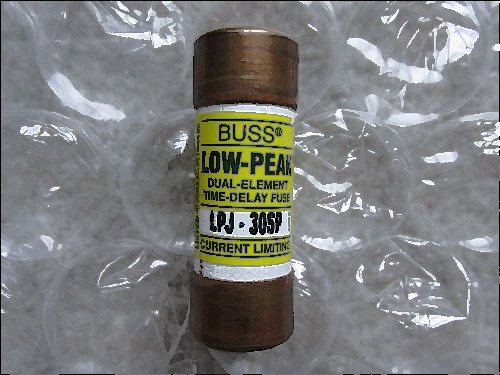 BUSS®
LOW-PEAK
DUAL-ELEMENT
TIME-DELAY FUSE
LPJ-30SP
CURRENT LIMITING